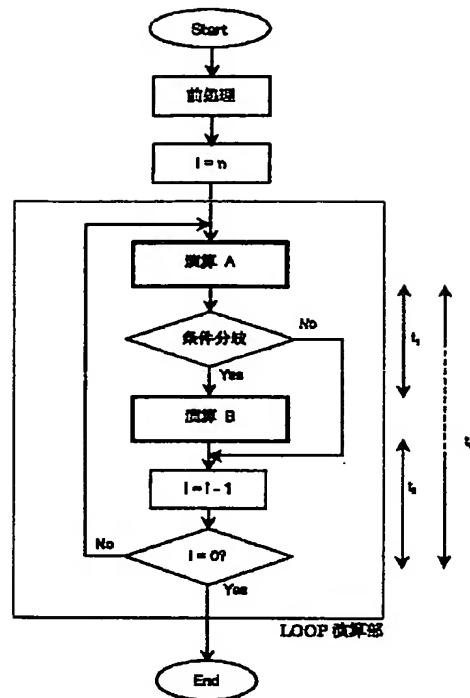 Start
前処理
i = n
演算 A
条件分岐
No
Yes
演算 B
i = i - 1
i = 0?
No
Yes
LOOP 演算部
End
t₁
t₂